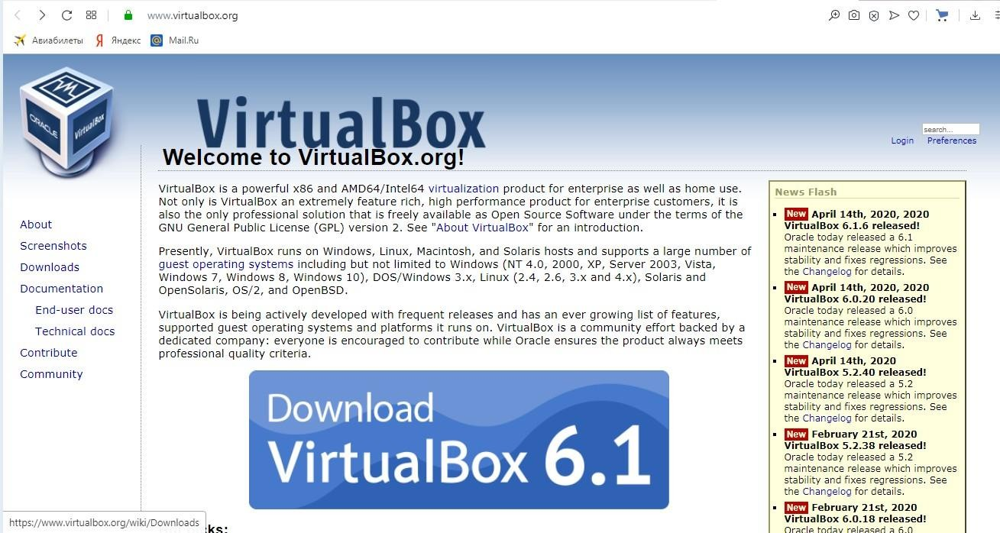 www.virtualbox.org
Авиабилеты
Яндекс
Mail.Ru
ORACLE
VirtualBox
VirtualBox
search...
Login Preferences
Welcome to VirtualBox.org!
About
Screenshots
Downloads
Documentation
End-user docs
Technical docs
Contribute
Community
VirtualBox is a powerful x86 and AMD64/Intel64 virtualization product for enterprise as well as home use.
Not only is VirtualBox an extremely feature rich, high performance product for enterprise customers, it is
also the only professional solution that is freely available as Open Source Software under the terms of the
GNU General Public License (GPL) version 2. See "About VirtualBox" for an introduction.
Presently, VirtualBox runs on Windows, Linux, Macintosh, and Solaris hosts and supports a large number of
guest operating systems including but not limited to Windows (NT 4.0, 2000, XP, Server 2003, Vista,
Windows 7, Windows 8, Windows 10), DOS/Windows 3.x, Linux (2.4, 2.6, 3.x and 4.x), Solaris and
OpenSolaris, OS/2, and OpenBSD.
VirtualBox is being actively developed with frequent releases and has an ever growing list of features,
supported guest operating systems and platforms it runs on. VirtualBox is a community effort backed by a
dedicated company: everyone is encouraged to contribute while Oracle ensures the product always meets
professional quality criteria.
Download
VirtualBox 6.1
News Flash
New April 14th, 2020, 2020
VirtualBox 6.1.6 released!
Oracle today released a 6.1
maintenance release which improves
stability and fixes regressions. See
the Changelog for details.
New April 14th, 2020, 2020
VirtualBox 6.0.20 released!
Oracle today released a 6.0
maintenance release which improves
stability and fixes regressions. See
the Changelog for details.
New April 14th, 2020
VirtualBox 5.2.40 released!
Oracle today released a 5.2
maintenance release which improves
stability and fixes regressions. See
the Changelog for details.
New February 21st, 2020
VirtualBox 5.2.38 released!
Oracle today released a 5.2
maintenance release which improves
stability and fixes regressions. See
the Changelog for details.
New February 21st, 2020
VirtualBox 6.0.18 released!
Oracle today released a 6.0
https://www.virtualbox.org/wiki/Downloads
ks: